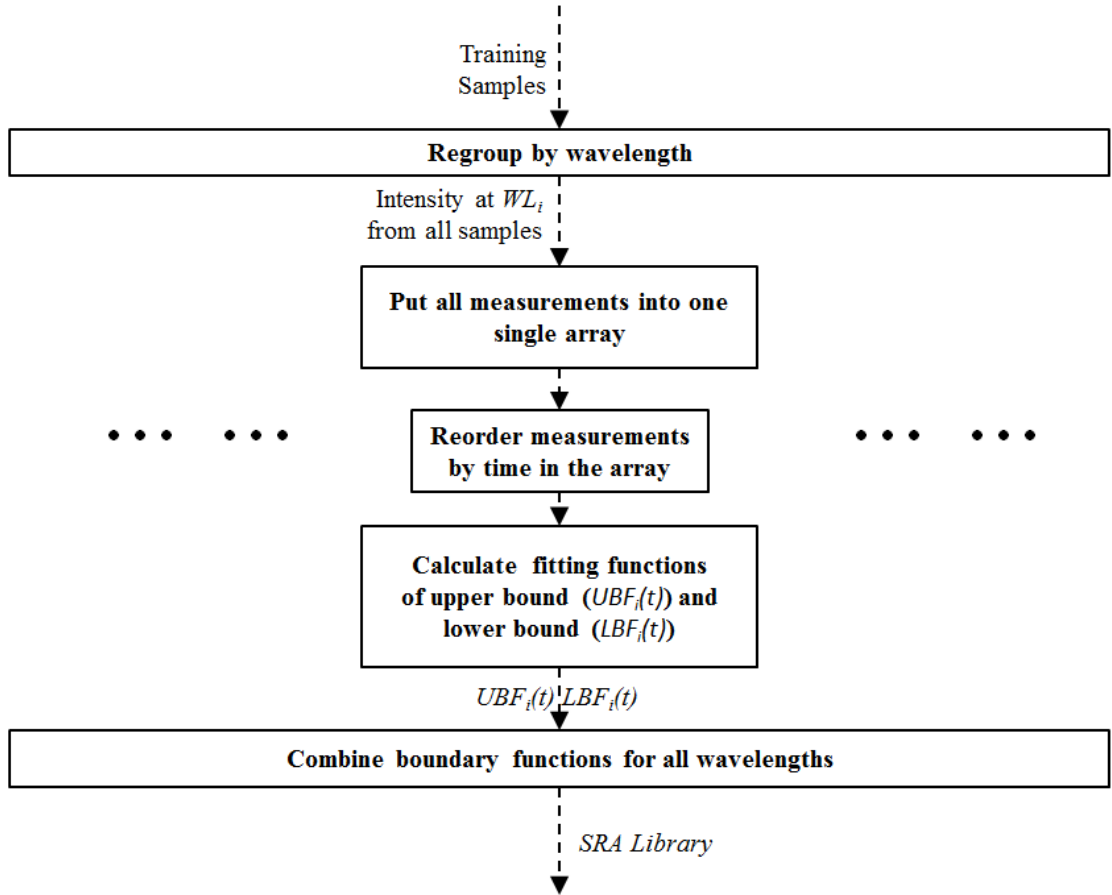 Training
Samples
Regroup by wavelength
Intensity at WLi
from all samples
Put all measurements into one
single array
Reorder measurements
by time in the array
Calculate fitting functions
of upper bound (UBFi(t)) and
lower bound (LBFi(t))
UBFi(t) LBFi(t)
Combine boundary functions for all wavelengths
SRA Library